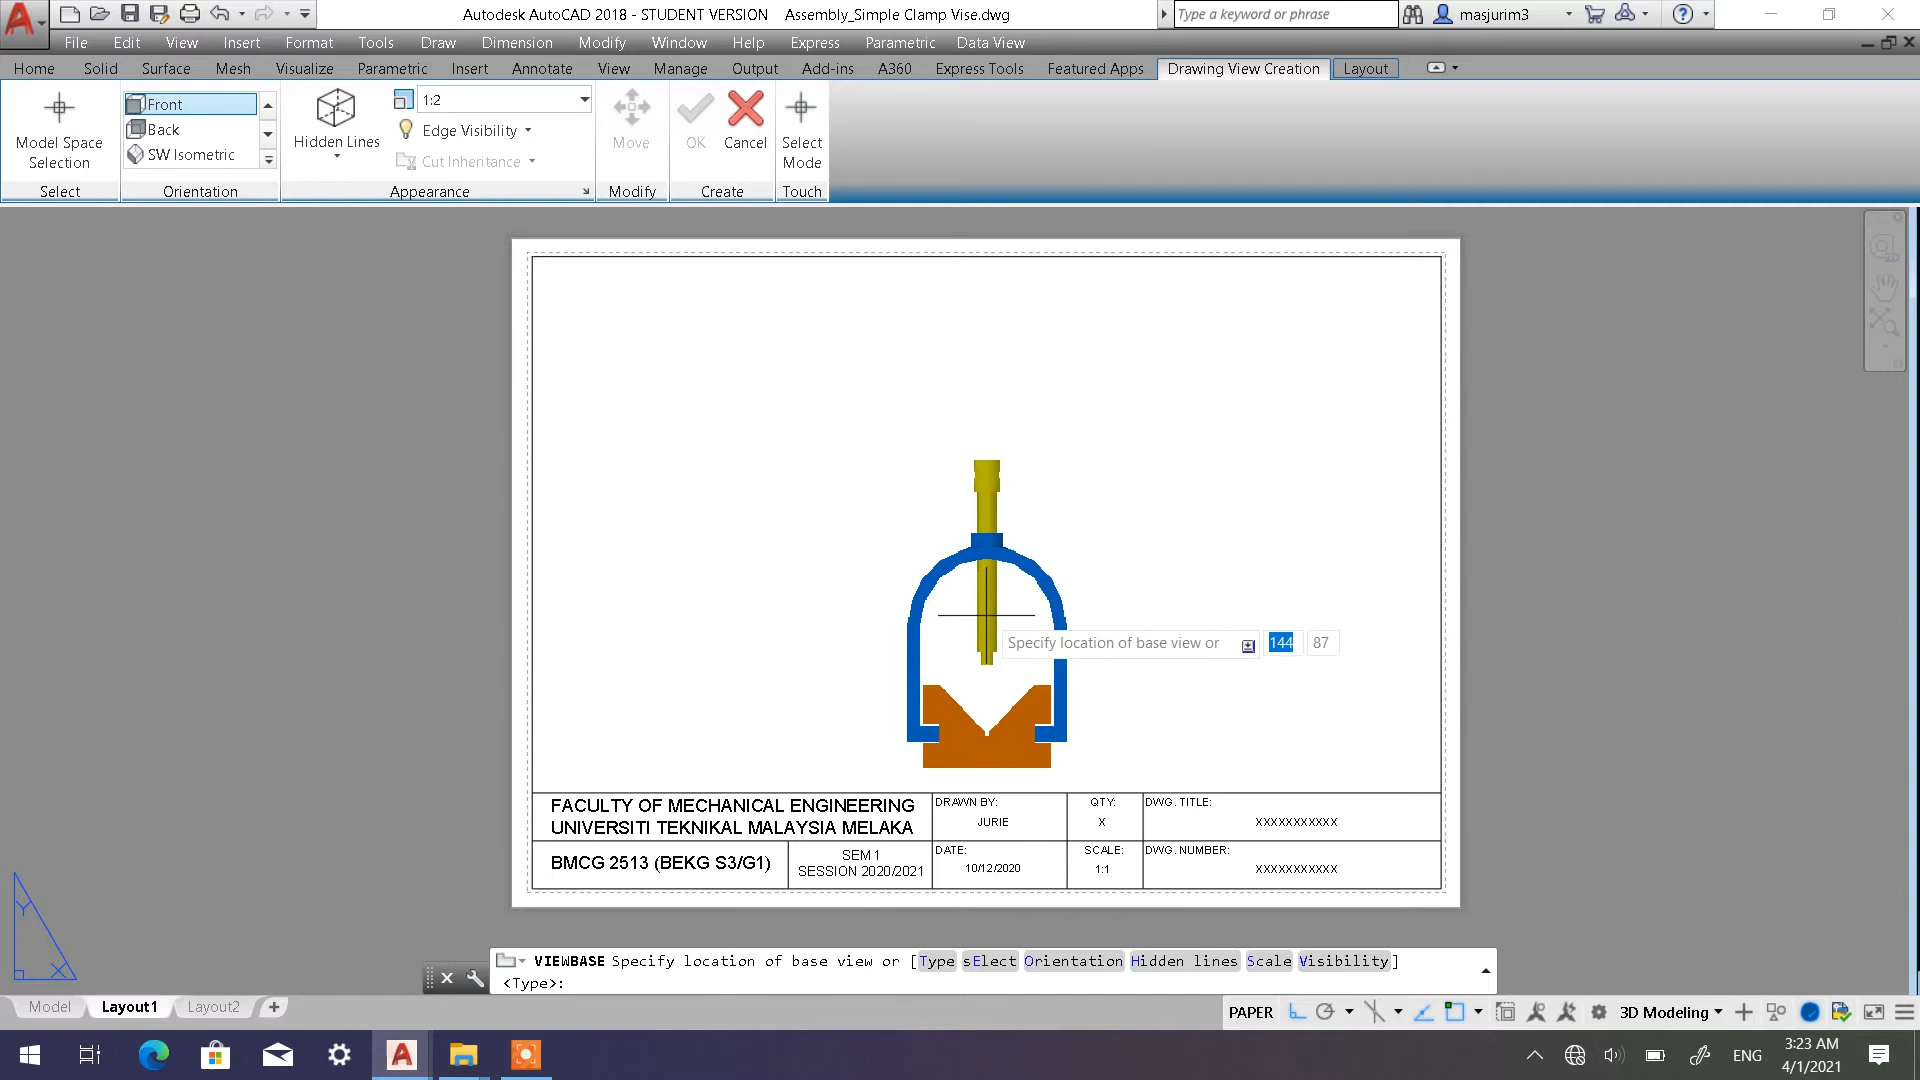 Autodesk AutoCAD 2018 - STUDENT VERSION Assembly_Simple Clamp Vise.dwg
Type a keyword or phrase
masjurim3
File Edit View Insert Format Tools Draw Dimension Modify Window Help Express Parametric Data View
Home Solid Surface Mesh Visualize Parametric Insert Annotate View Manage Output Add-ins A360 Express Tools Featured Apps Drawing View Creation Layout
Model Space Selection
Select
Front
Back
SW Isometric
Orientation
Hidden Lines
1:2
Edge Visibility
Cut Inheritance
Appearance
Move
Modify
OK
Cancel
Create
Select Mode
Touch
2D
Specify location of base view or 144 87
FACULTY OF MECHANICAL ENGINEERING
UNIVERSITI TEKNIKAL MALAYSIA MELAKA
DRAWN BY:
JURIE
QTY:
X
DWG. TITLE:
XXXXXXXXXXX
BMCG 2513 (BEKG S3/G1)
SEM 1
SESSION 2020/2021
DATE:
10/12/2020
SCALE:
1:1
DWG. NUMBER:
XXXXXXXXXXX
Y
X
VIEWBASE Specify location of base view or [Type sElect Orientation Hidden lines Scale Visibility]
<Type>:
Model Layout1 Layout2 +
PAPER
3D Modeling
ENG
3:23 AM
4/1/2021